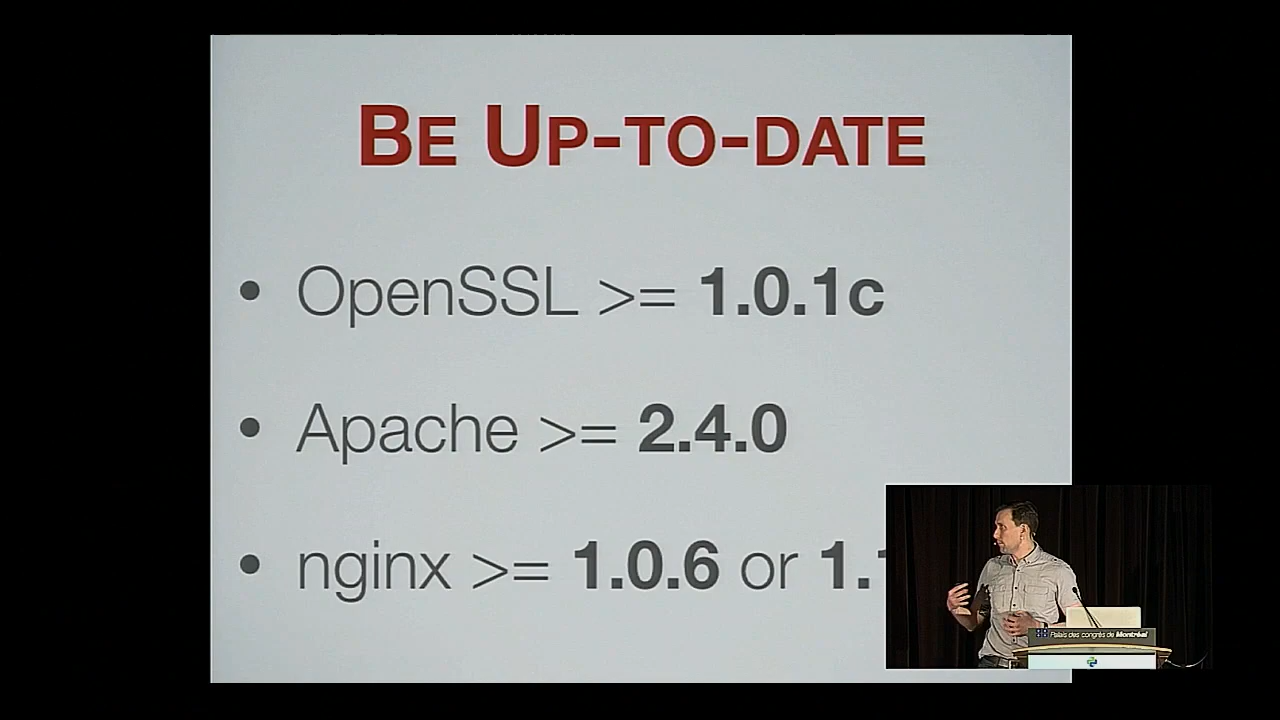 BE UP-TO-DATE
• OpenSSL >= 1.0.1c
• Apache >= 2.4.0
• nginx >= 1.0.6 or 1.1
Palais des congrès de Montréal